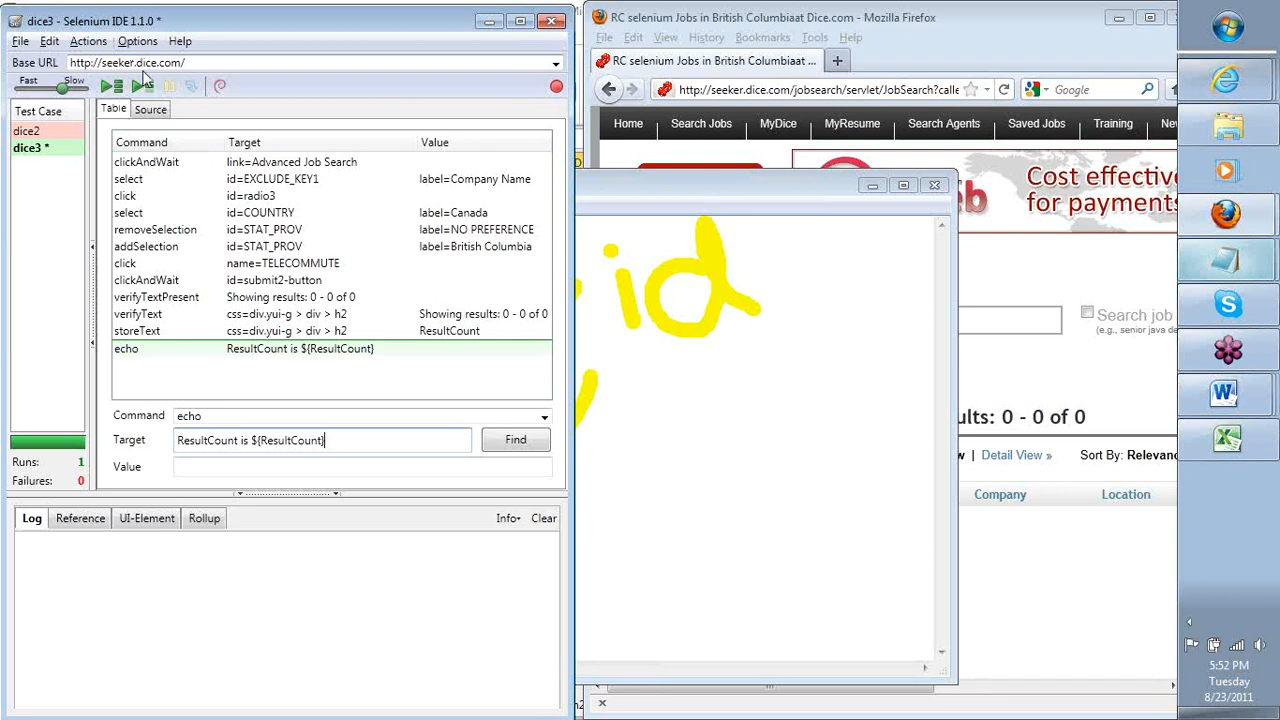 dice3 - Selenium IDE 1.1.0 *
File Edit Actions Options Help
Base URL http://seeker.dice.com/
Fast Slow
Test Case
dice2
dice3 *
Table Source
Command Target Value
clickAndWait link=Advanced Job Search
select id=EXCLUDE_KEY1 label=Company Name
click id=radio3
select id=COUNTRY label=Canada
removeSelection id=STAT_PROV label=NO PREFERENCE
addSelection id=STAT_PROV label=British Columbia
click name=TELECOMMUTE
clickAndWait id=submit2-button
verifyTextPresent Showing results: 0 - 0 of 0
verifyText css=div.yui-g > div > h2 Showing results: 0 - 0 of 0
storeText css=div.yui-g > div > h2 ResultCount
echo ResultCount is ${ResultCount}
Command echo
Target ResultCount is ${ResultCount} Find
Value
Runs: 1
Failures: 0
Log Reference UI-Element Rollup Info Clear
RC selenium Jobs in British Columbiaat Dice.com - Mozilla Firefox
File Edit View History Bookmarks Tools Help
RC selenium Jobs in British Columbiaat ...
http://seeker.dice.com/jobsearch/servlet/JobSearch?calle Google
Home Search Jobs MyDice MyResume Search Agents Saved Jobs Training
Cost effective
for payments
id
Search job
(e.g., senior java de
ults: 0 - 0 of 0
w Detail View » Sort By: Relevanc
Company Location
5:52 PM
Tuesday
8/23/2011